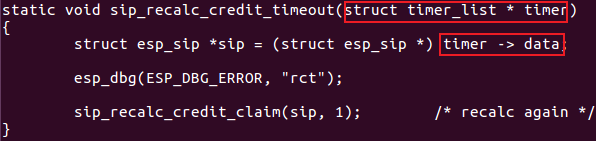 static void sip_recalc_credit_timeout(struct timer_list * timer)
{
        struct esp_sip *sip = (struct esp_sip *) timer -> data;

        esp_dbg(ESP_DBG_ERROR, "rct");

        sip_recalc_credit_claim(sip, 1);        /* recalc again */
}